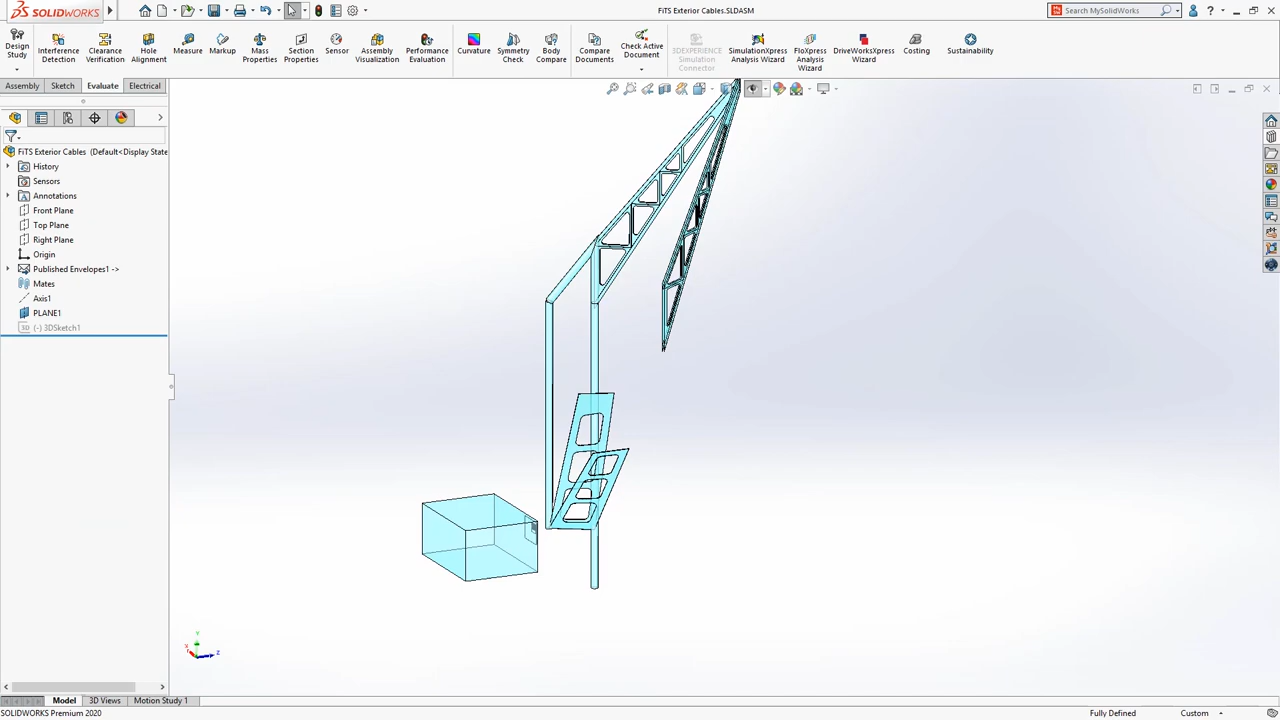 SOLIDWORKS
FiTS Exterior Cables.SLDASM
Search MySolidWorks
?
Design Study
Interference Detection
Clearance Verification
Hole Alignment
Measure
Markup
Mass Properties
Section Properties
Sensor
Assembly Visualization
Performance Evaluation
Curvature
Symmetry Check
Body Compare
Compare Documents
Check Active Document
3DEXPERIENCE Simulation Connector
SimulationXpress Analysis Wizard
FloXpress Analysis Wizard
DriveWorksXpress Wizard
Costing
Sustainability
Assembly
Sketch
Evaluate
Electrical
FiTS Exterior Cables (Default<Display State
History
Sensors
Annotations
Front Plane
Top Plane
Right Plane
Origin
Published Envelopes1 ->
Mates
Axis1
PLANE1
(-) 3DSketch1
Y
X
Z
Model
3D Views
Motion Study 1
SOLIDWORKS Premium 2020
Fully Defined
Custom